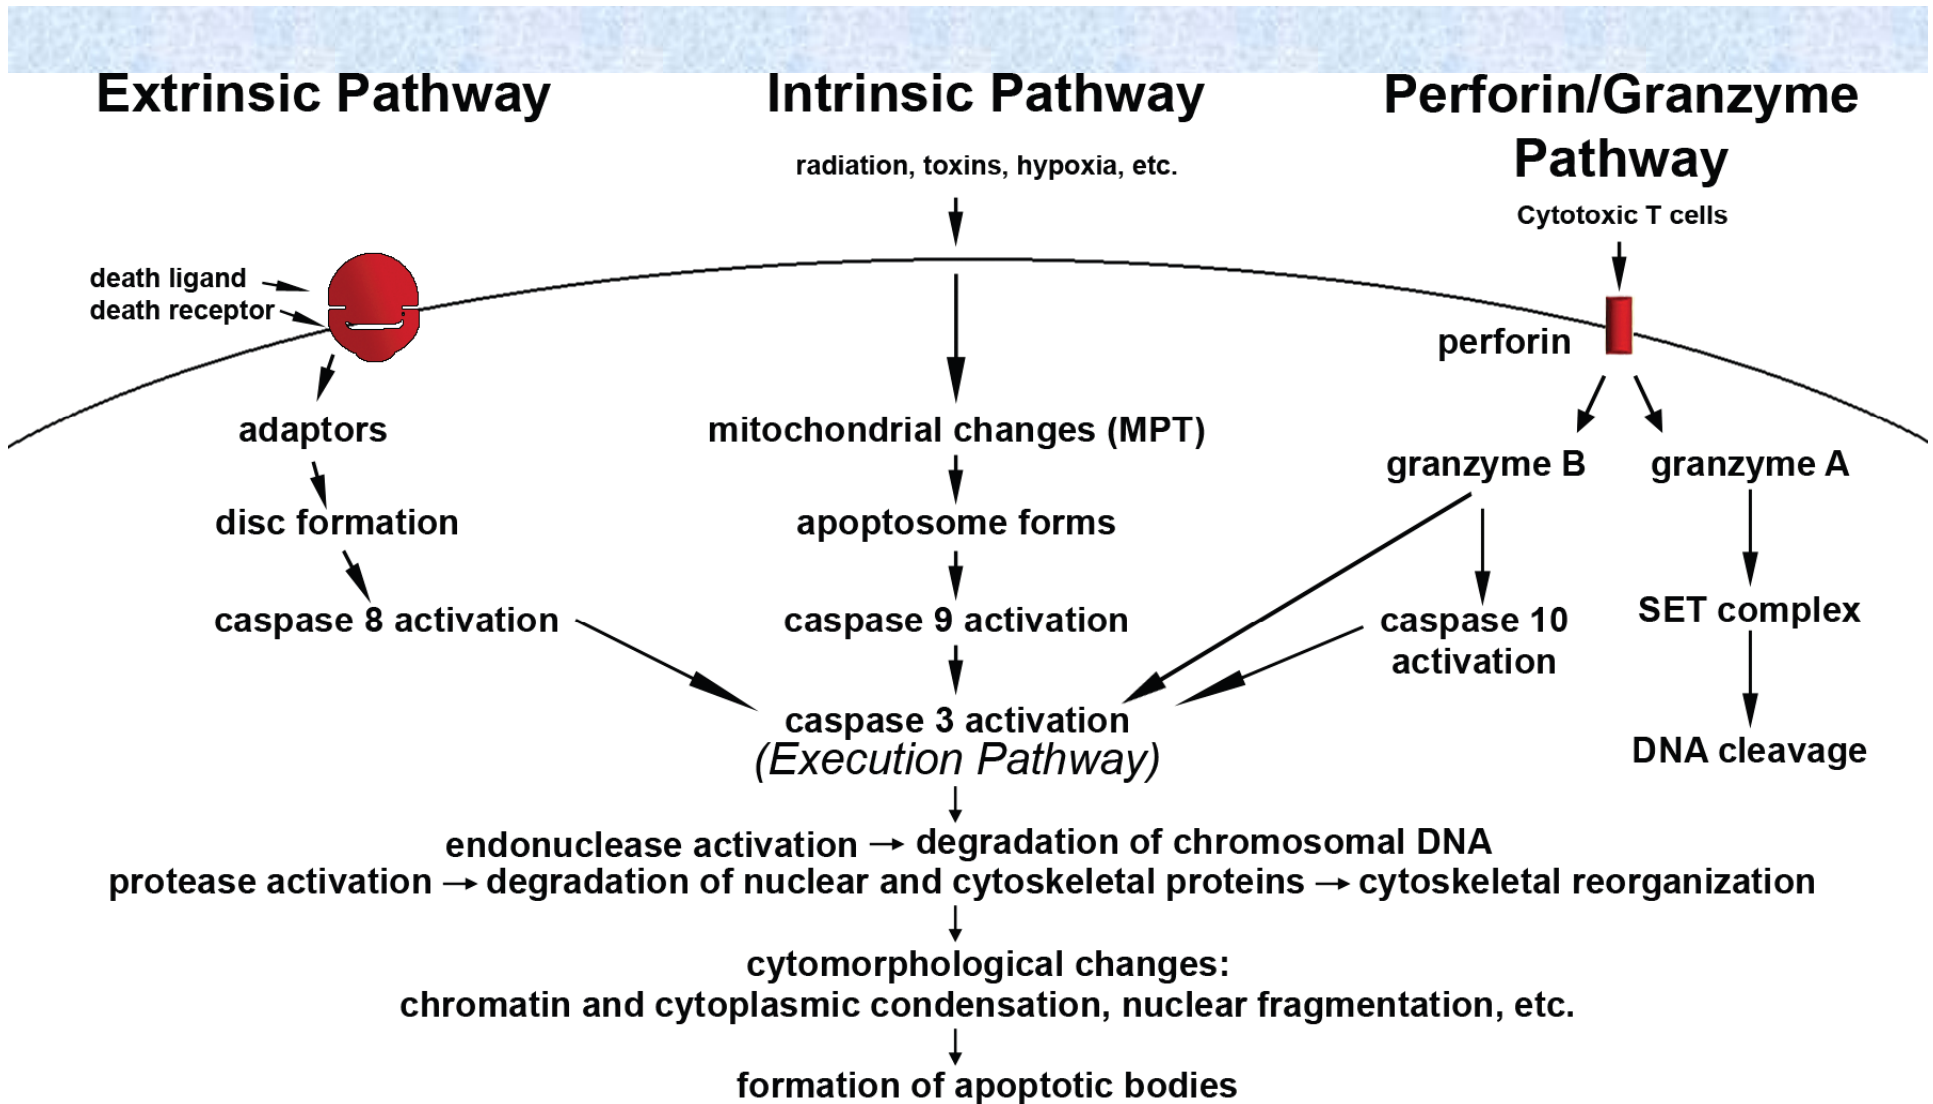 Extrinsic Pathway
Intrinsic Pathway
Perforin/Granzyme
Pathway
radiation, toxins, hypoxia, etc.
Cytotoxic T cells
death ligand
death receptor
perforin
adaptors
mitochondrial changes (MPT)
granzyme B
granzyme A
disc formation
apoptosome forms
caspase 8 activation
caspase 9 activation
caspase 10
activation
SET complex
caspase 3 activation
(Execution Pathway)
DNA cleavage
endonuclease activation → degradation of chromosomal DNA
protease activation → degradation of nuclear and cytoskeletal proteins → cytoskeletal reorganization
cytomorphological changes:
chromatin and cytoplasmic condensation, nuclear fragmentation, etc.
formation of apoptotic bodies